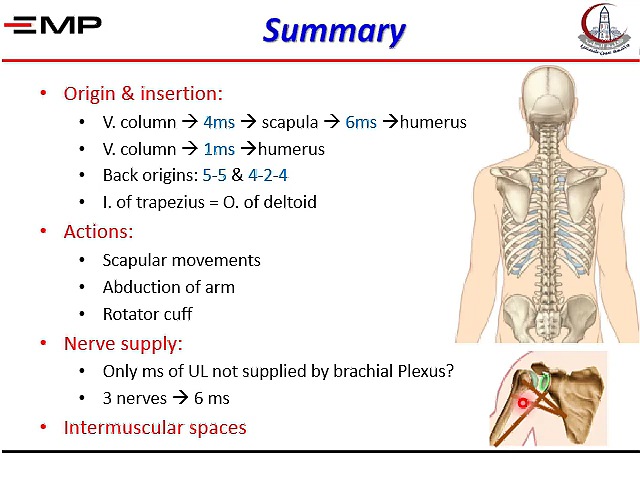 EMP
Summary
• Origin & insertion:
• V. column → 4ms → scapula → 6ms →humerus
• V. column → 1ms →humerus
• Back origins: 5-5 & 4-2-4
• I. of trapezius = O. of deltoid
• Actions:
• Scapular movements
• Abduction of arm
• Rotator cuff
• Nerve supply:
• Only ms of UL not supplied by brachial Plexus?
• 3 nerves → 6 ms
• Intermuscular spaces